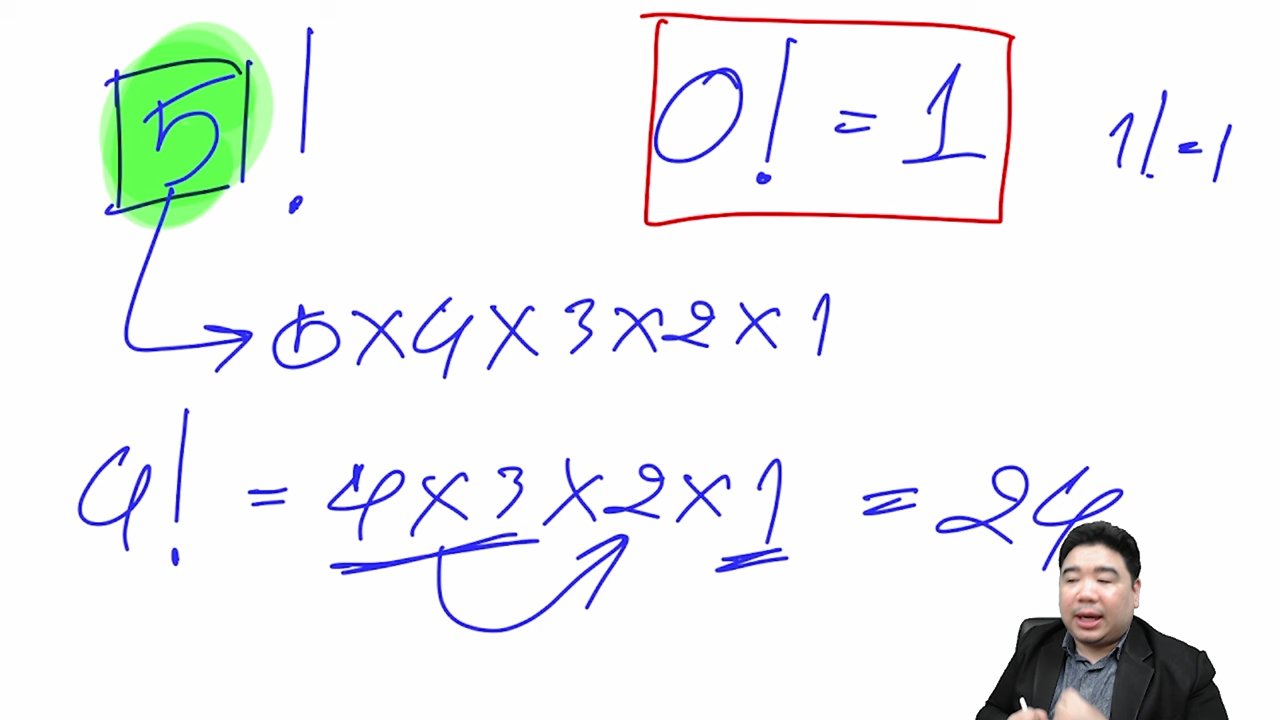 5! 0! = 1 1! = 1
5 × 4 × 3 × 2 × 1
4! = 4 × 3 × 2 × 1 = 24